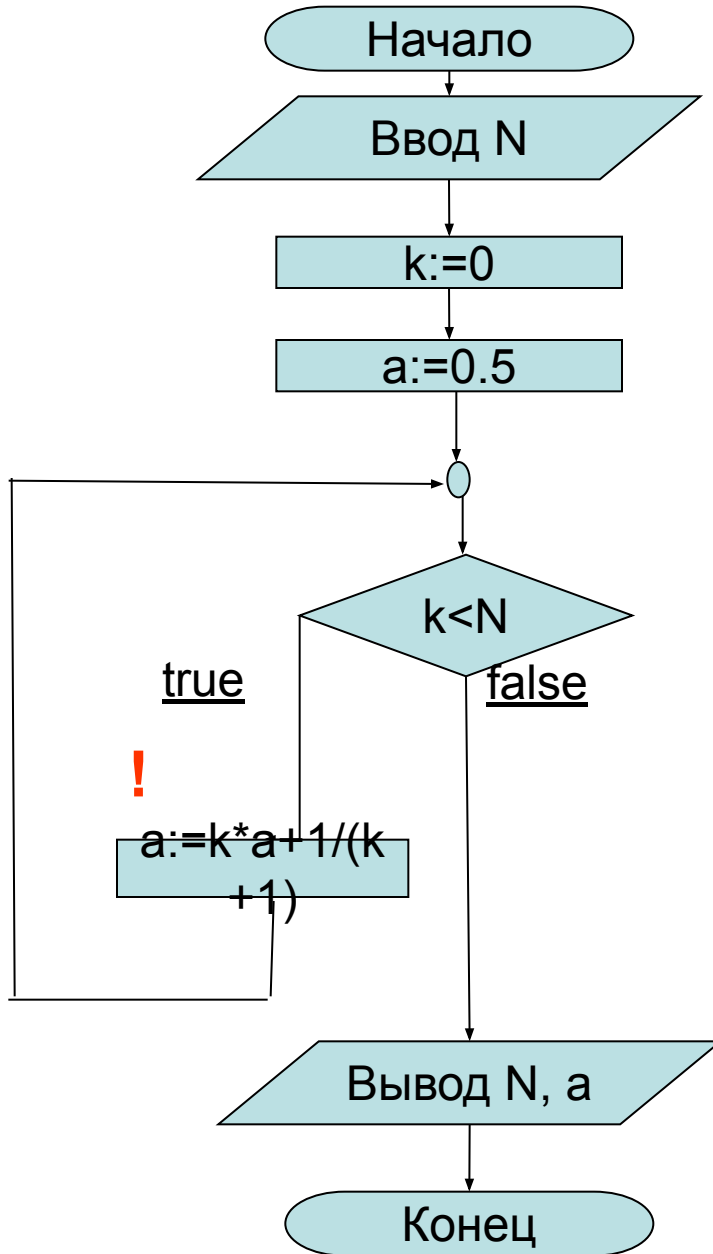 Начало
Ввод N
k:=0
a:=0.5
k<N
true
false
!
a:=k*a+1/(k
+1)
Вывод N, a
Конец